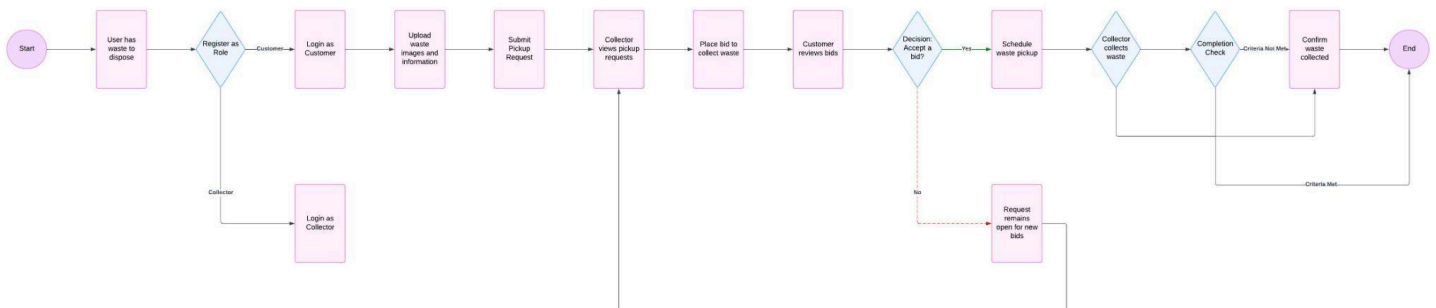 Start
User has
waste to
dispose
Register as
Role
Customer
Login as
Customer
Upload
waste
images and
information
Submit
Pickup
Request
Collector
views pickup
requests
Place bid to
collect waste
Customer
reviews bids
Decision:
Accept a
bid?
Yes
Schedule
waste pickup
Collector
collects
waste
Completion
Check
Criteria Not Met
Confirm
waste
collected
End
Collector
Login as
Collector
No
Request
remains
open for new
bids
Criteria Met